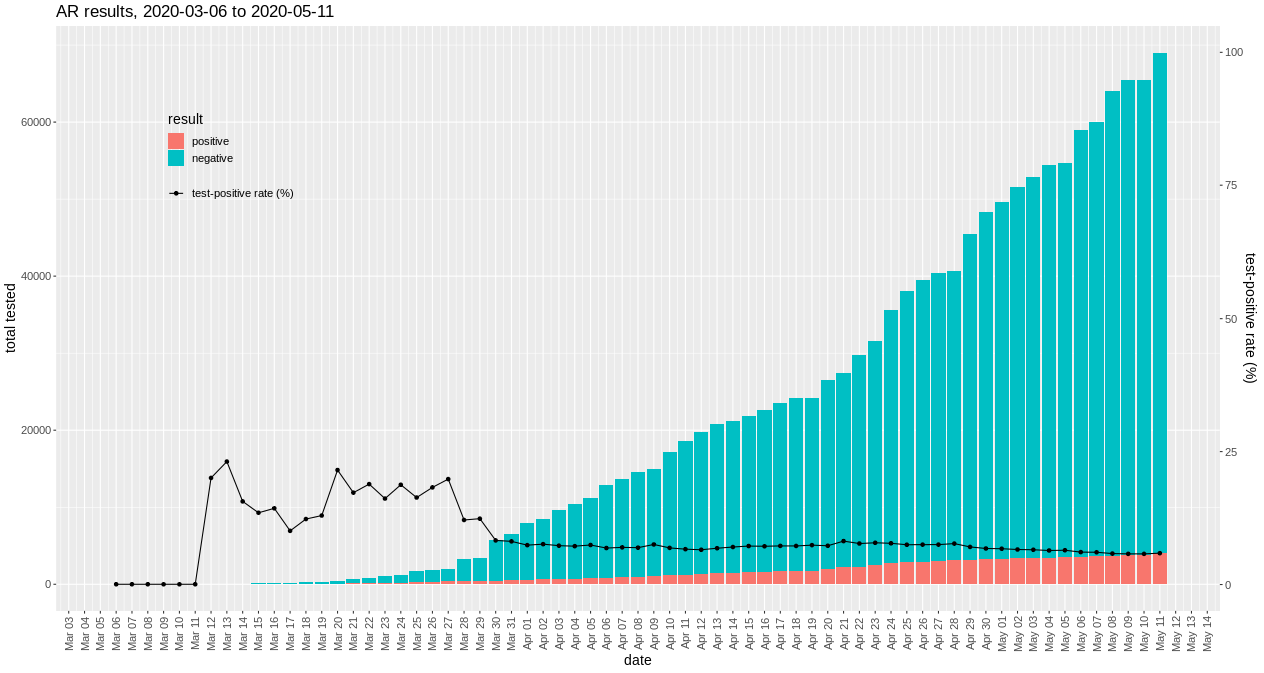 AR results, 2020-03-06 to 2020-05-11
total tested
60000
40000
20000
0
result
positive
negative
test-positive rate (%)
100
75
50
25
0
test-positive rate (%)
Mar 03
Mar 04
Mar 05
Mar 06
Mar 07
Mar 08
Mar 09
Mar 10
Mar 11
Mar 12
Mar 13
Mar 14
Mar 15
Mar 16
Mar 17
Mar 18
Mar 19
Mar 20
Mar 21
Mar 22
Mar 23
Mar 24
Mar 25
Mar 26
Mar 27
Mar 28
Mar 29
Mar 30
Mar 31
Apr 01
Apr 02
Apr 03
Apr 04
Apr 05
Apr 06
Apr 07
Apr 08
Apr 09
Apr 10
Apr 11
Apr 12
Apr 13
Apr 14
Apr 15
Apr 16
Apr 17
Apr 18
Apr 19
Apr 20
Apr 21
Apr 22
Apr 23
Apr 24
Apr 25
Apr 26
Apr 27
Apr 28
Apr 29
Apr 30
May 01
May 02
May 03
May 04
May 05
May 06
May 07
May 08
May 09
May 10
May 11
May 12
May 13
May 14
date